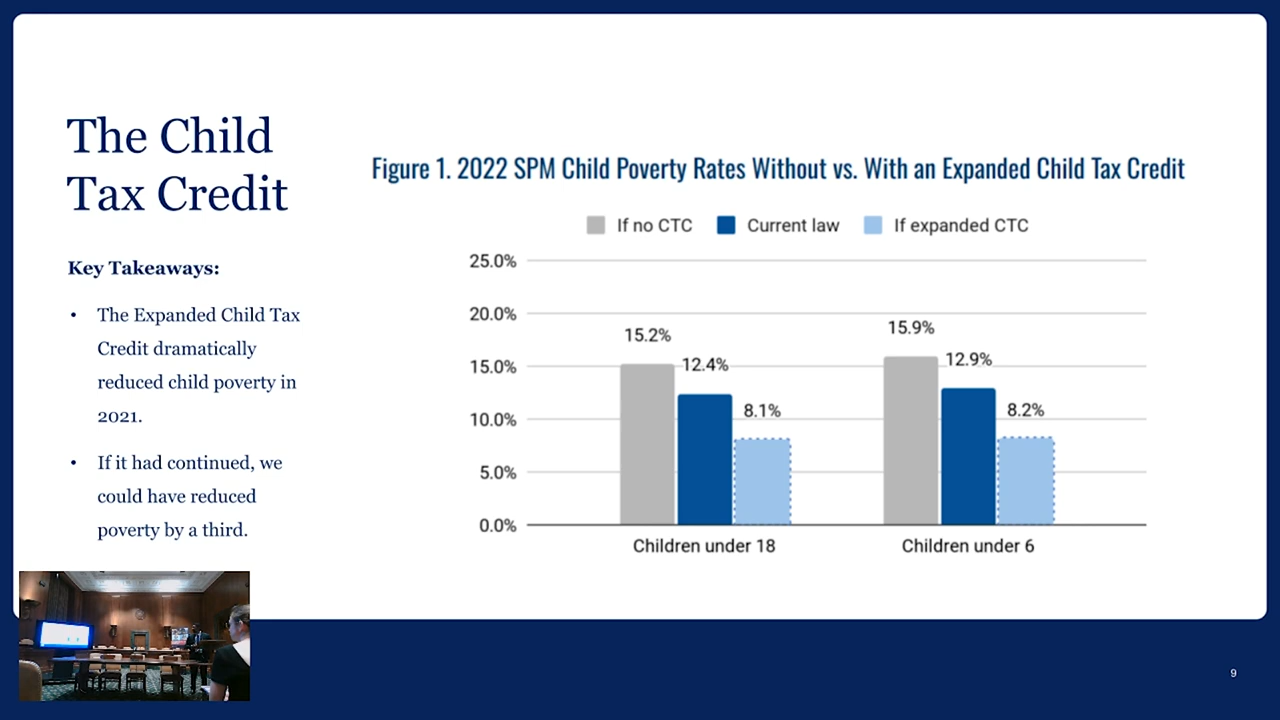 The Child
Tax Credit
Key Takeaways:
• The Expanded Child Tax
Credit dramatically
reduced child poverty in
2021.
• If it had continued, we
could have reduced
poverty by a third.
Figure 1. 2022 SPM Child Poverty Rates Without vs. With an Expanded Child Tax Credit
If no CTC Current law If expanded CTC
25.0%
20.0%
15.0%
10.0%
5.0%
0.0%
15.2%
12.4%
8.1%
15.9%
12.9%
8.2%
Children under 18 Children under 6
9